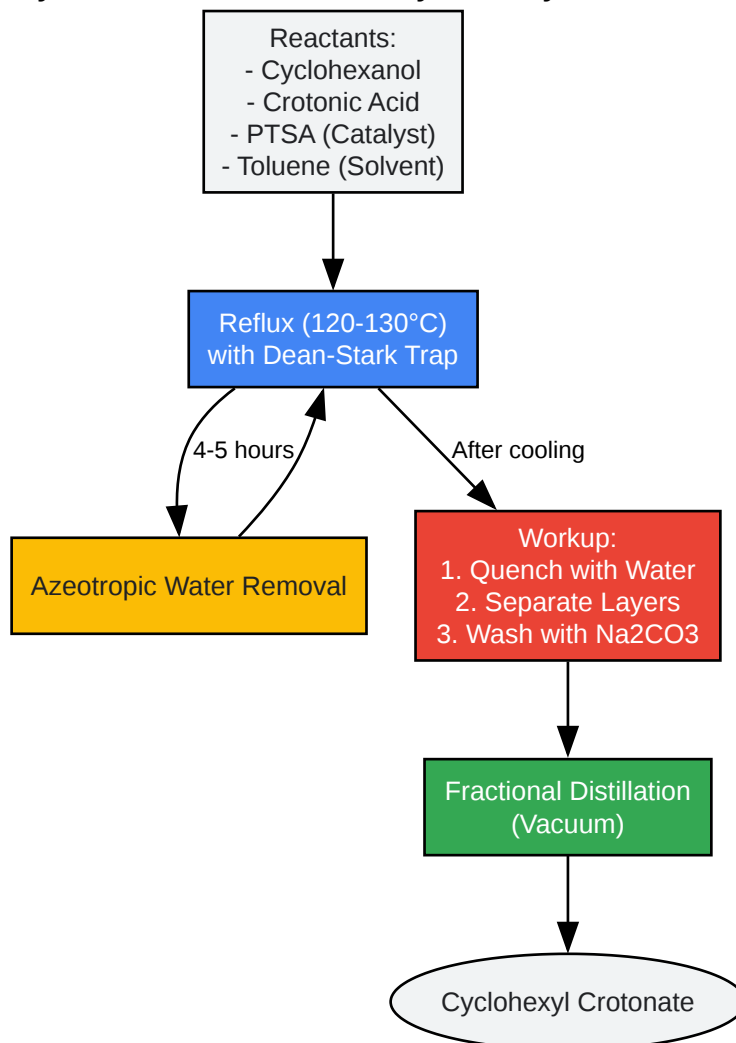 Reactants:
- Cyclohexanol
- Crotonic Acid
- PTSA (Catalyst)
- Toluene (Solvent)
Reflux (120-130°C)
with Dean-Stark Trap
4-5 hours
After cooling
Azeotropic Water Removal
Workup:
1. Quench with Water
2. Separate Layers
3. Wash with Na2CO3
Fractional Distillation
(Vacuum)
Cyclohexyl Crotonate